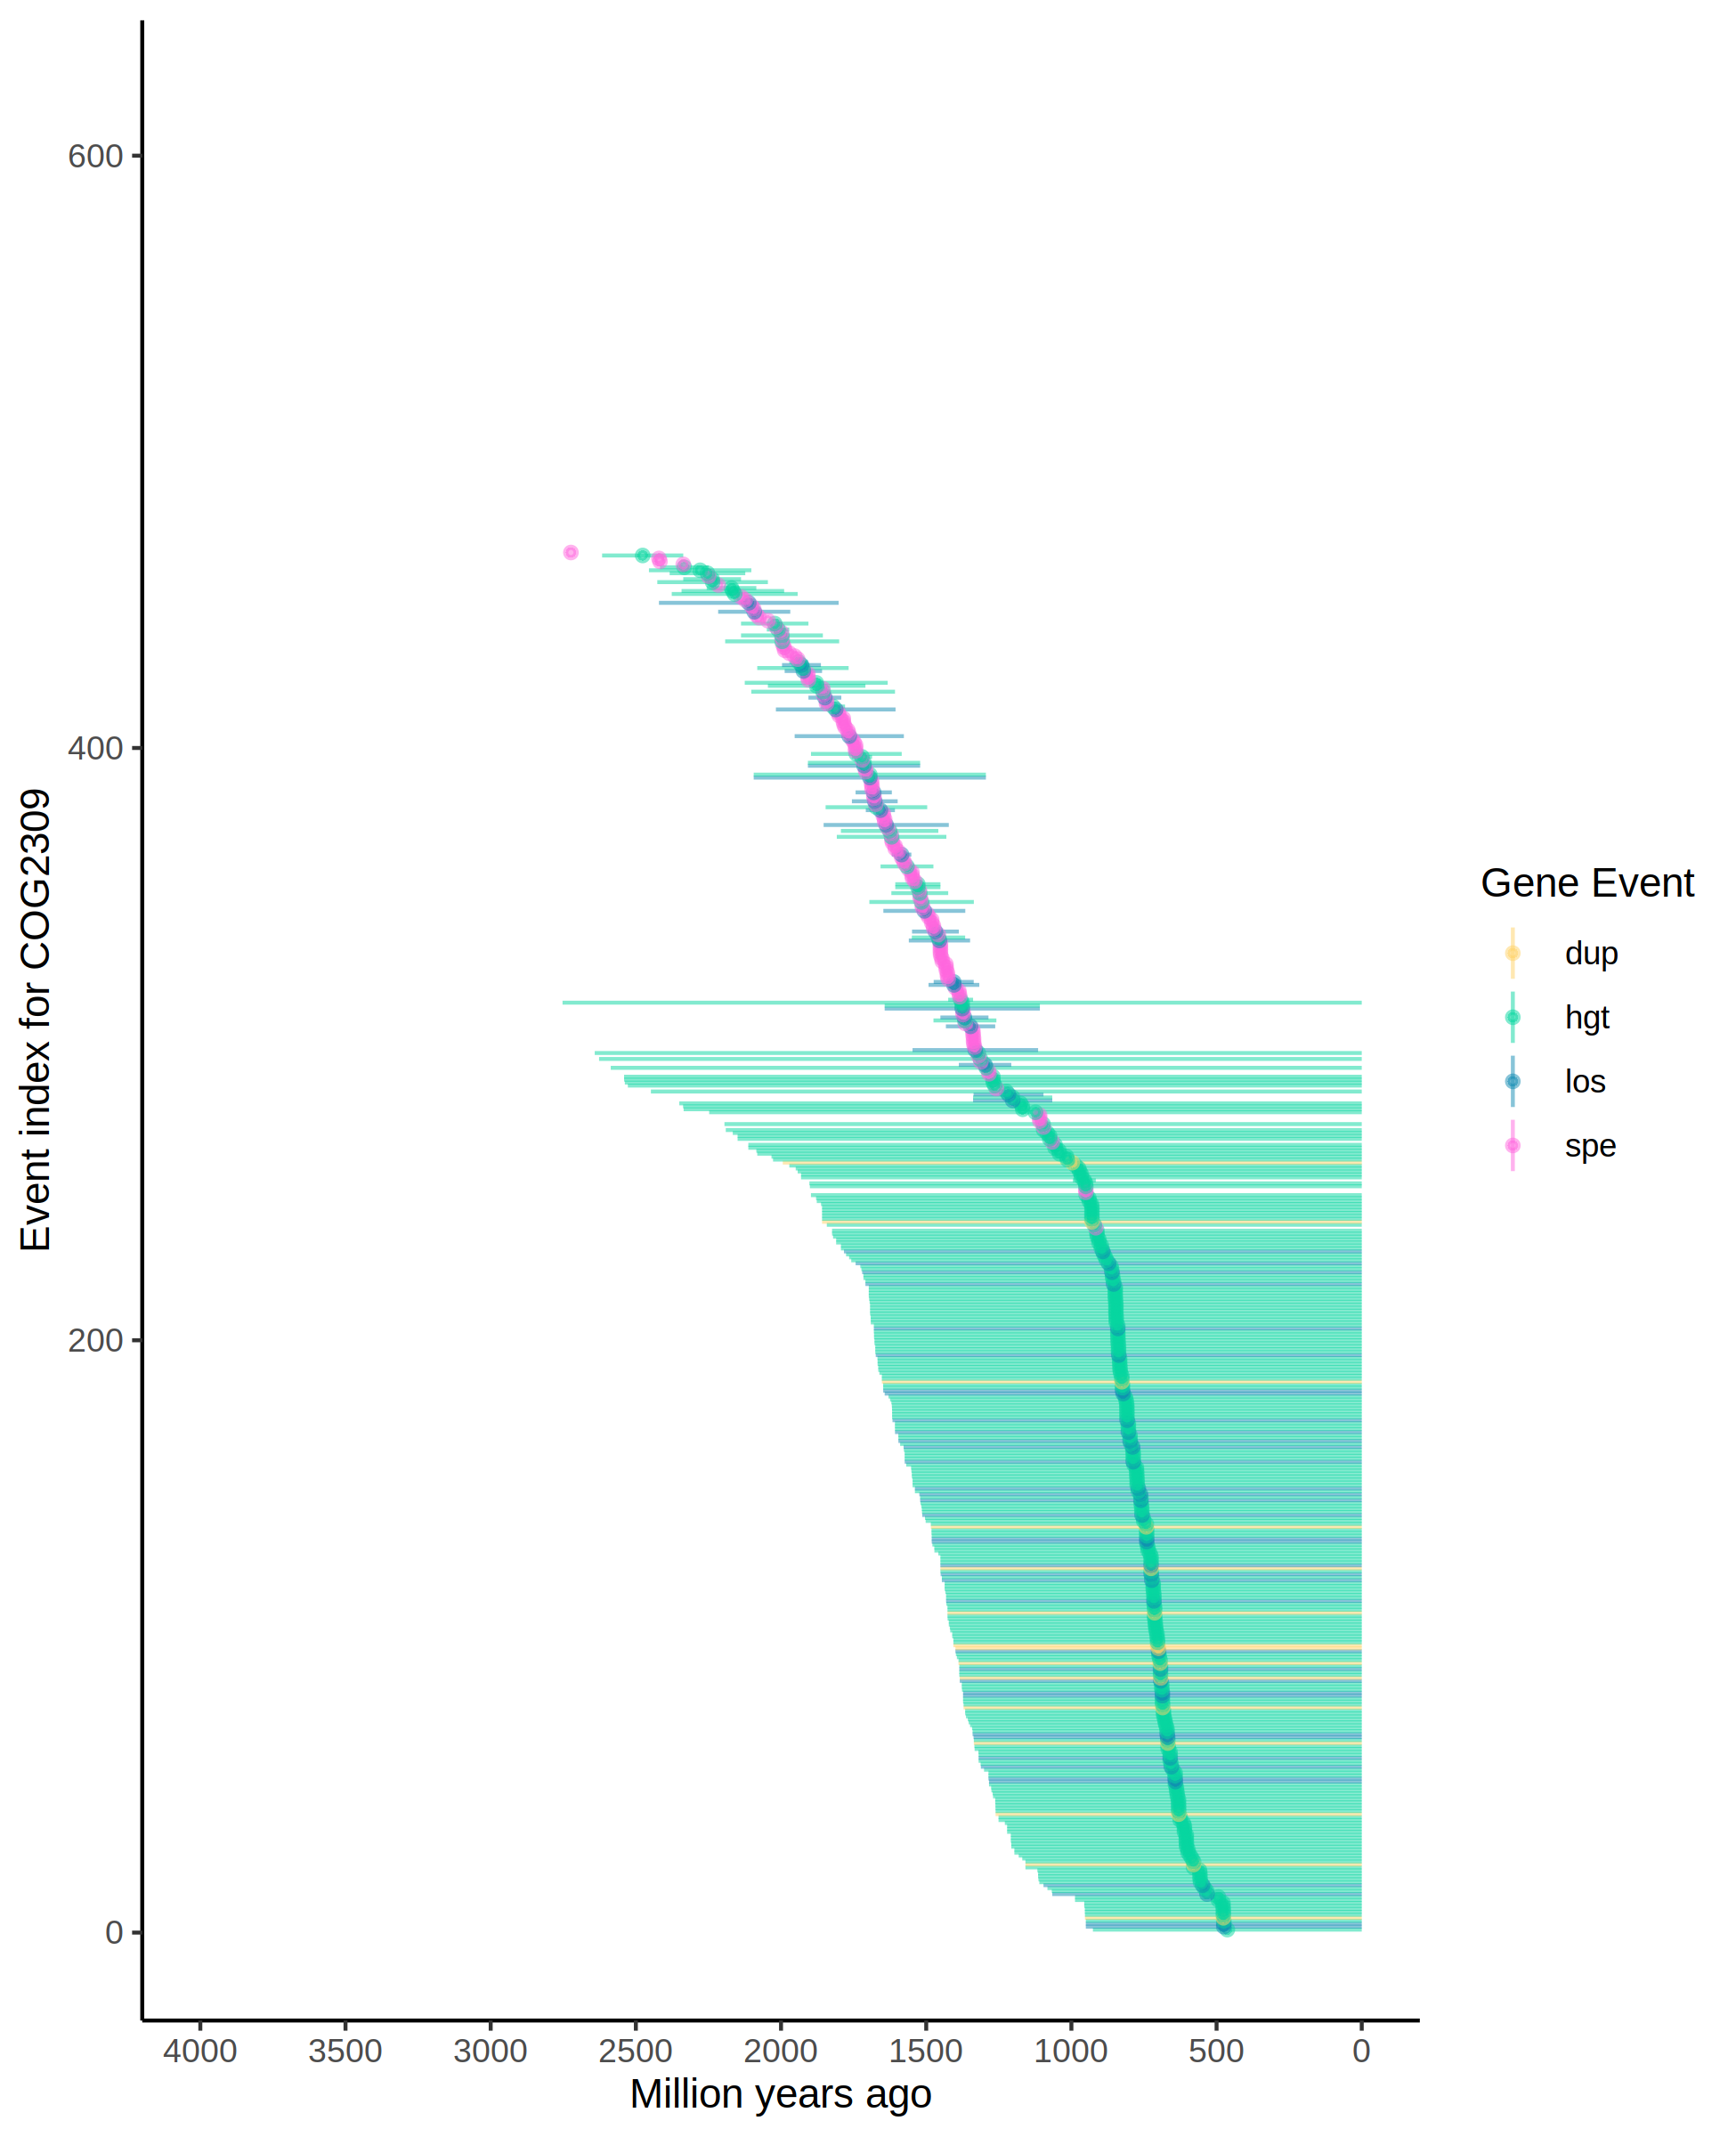 Event index for COG2309
600
400
200
0
4000 3500 3000 2500 2000 1500 1000 500 0
Million years ago
Gene Event
dup
hgt
los
spe